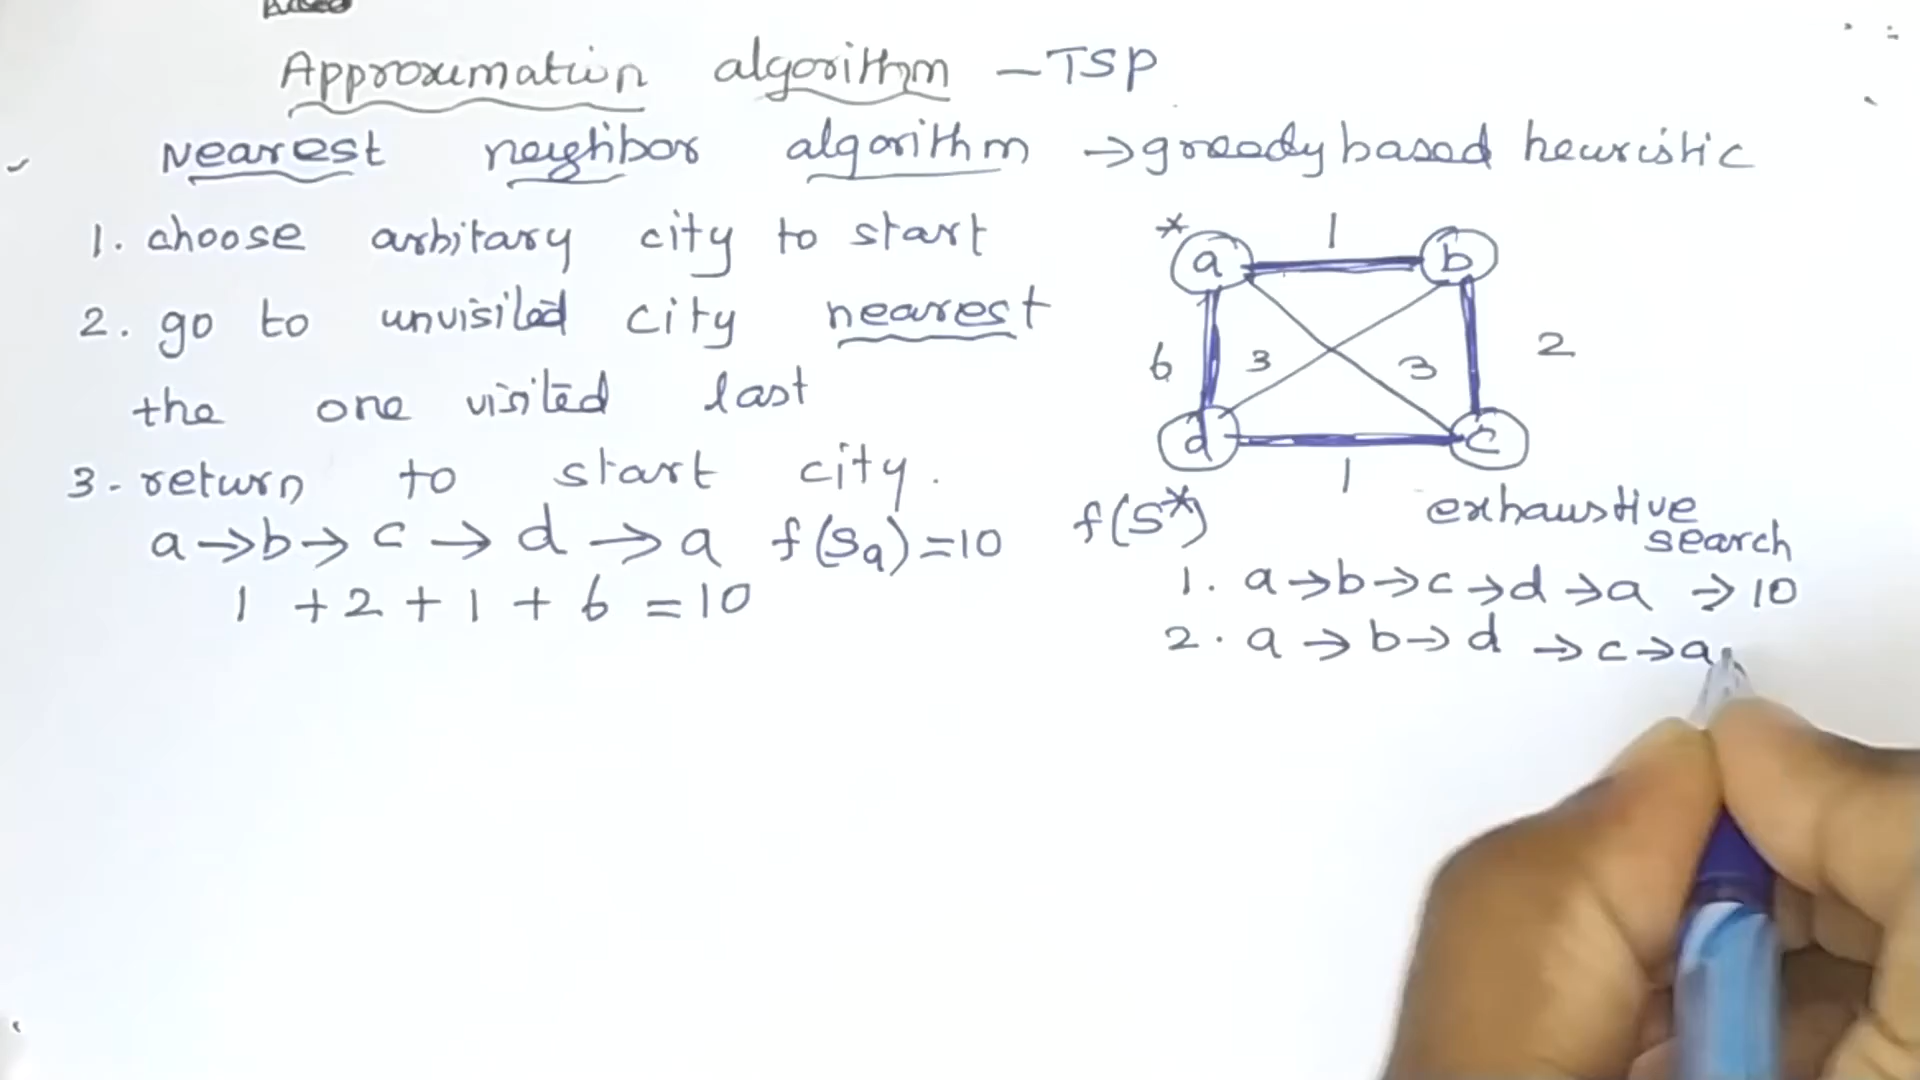 Approximation algorithm - TSP
Nearest neighbor algorithm → greedy based heuristic
1. choose arbitary city to start
2. go to unvisited city nearest
the one visited last
3- return to start city.
a → b → c → d → a f(Sa) = 10
1 + 2 + 1 + 6 = 10
* a 1 b
6 3 3 2
d 1 c
f(S*) exhaustive
search
1. a → b → c → d → a → 10
2. a → b → d → c → a